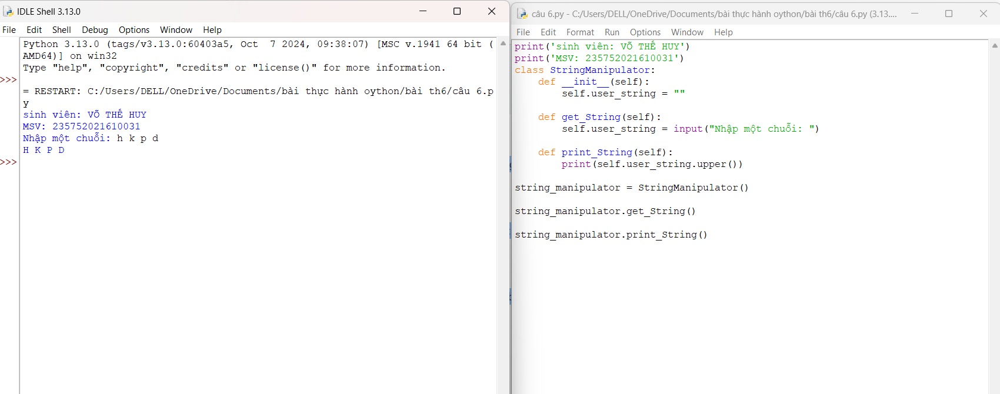 IDLE Shell 3.13.0
File Edit Shell Debug Options Window Help
Python 3.13.0 (tags/v3.13.0:60403a5, Oct  7 2024, 09:38:07) [MSC v.1941 64 bit (
AMD64)] on win32
Type "help", "copyright", "credits" or "license()" for more information.
>>>
= RESTART: C:/Users/DELL/OneDrive/Documents/bài thực hành oython/bài th6/câu 6.p
y
sinh viên: VÕ THẾ HUY
MSV: 235752021610031
Nhập một chuỗi: h k p d
H K P D
>>>
câu 6.py - C:/Users/DELL/OneDrive/Documents/bài thực hành oython/bài th6/câu 6.py (3.13....
File Edit Format Run Options Window Help
print('sinh viên: VÕ THẾ HUY')
print('MSV: 235752021610031')
class StringManipulator:
    def __init__(self):
        self.user_string = ""
    def get_String(self):
        self.user_string = input("Nhập một chuỗi: ")
    def print_String(self):
        print(self.user_string.upper())
string_manipulator = StringManipulator()
string_manipulator.get_String()
string_manipulator.print_String()